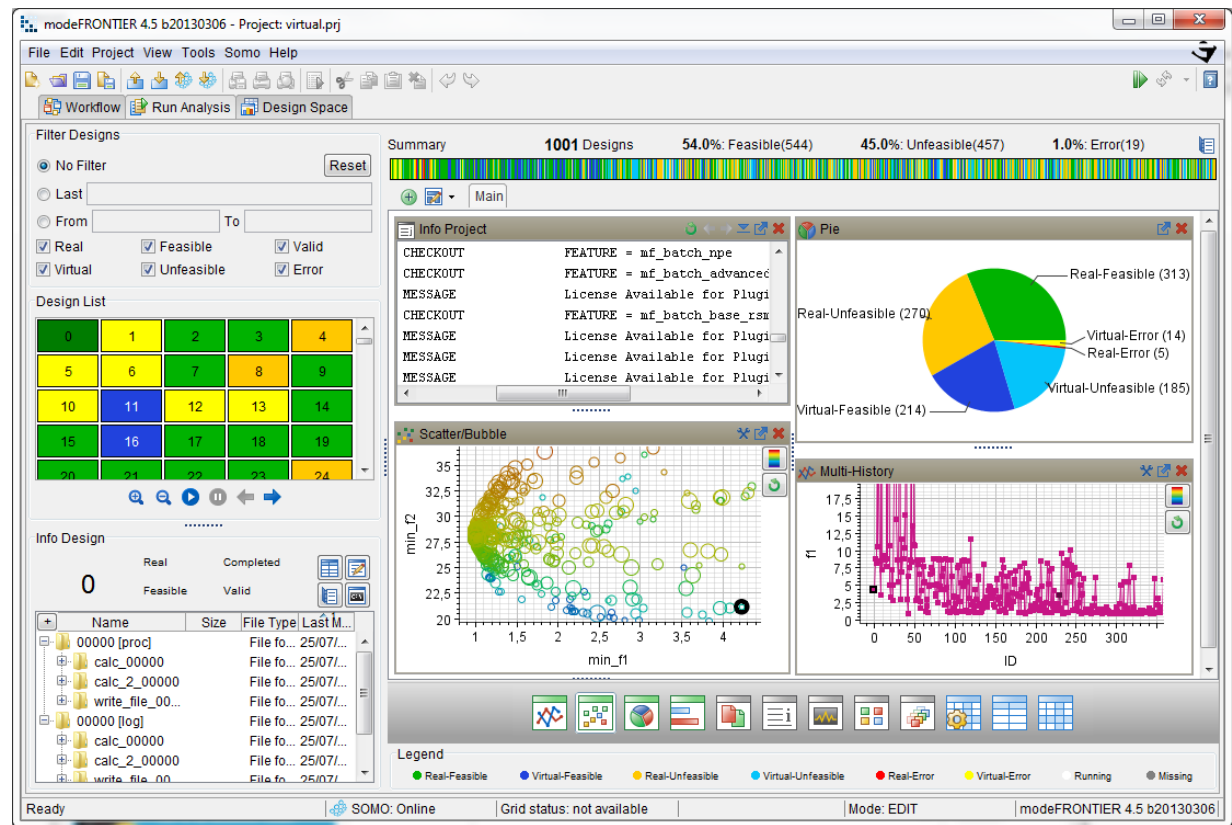 modeFRONTIER 4.5 b20130306 - Project: virtual.prj
File Edit Project View Tools Somo Help
Workflow Run Analysis Design Space
Filter Designs
No Filter Reset
Last
From To
Real Feasible Valid
Virtual Unfeasible Error
Design List
0 1 2 3 4
5 6 7 8 9
10 11 12 13 14
15 16 17 18 19
20 21 22 23 24
Info Design
0
Real Completed
Feasible Valid
Name Size File Type Last M...
00000 [proc] File fo... 25/07/...
calc_00000 File fo... 25/07/...
calc_2_00000 File fo... 25/07/...
write_file_00... File fo... 25/07/...
00000 [log] File fo... 25/07/...
calc_00000 File fo... 25/07/...
calc_2_00000 File fo... 25/07/...
write_file_00 File fo... 25/07/...
Summary 1001 Designs 54.0%: Feasible(544) 45.0%: Unfeasible(457) 1.0%: Error(19)
Main
Info Project
CHECKOUT FEATURE = mf_batch_npe
CHECKOUT FEATURE = mf_batch_advanced
MESSAGE License Available for Plugi
CHECKOUT FEATURE = mf_batch_base_rsm
MESSAGE License Available for Plugi
MESSAGE License Available for Plugi
MESSAGE License Available for Plugi
Pie
Real-Feasible (313)
Real-Unfeasible (270)
Virtual-Error (14)
Real-Error (5)
Virtual-Unfeasible (185)
Virtual-Feasible (214)
Scatter/Bubble
min_f2
35
32,5
30
27,5
25
22,5
20
1 1,5 2 2,5 3 3,5 4
min_f1
Multi-History
f1
17,5
15
12,5
10
7,5
5
2,5
0
0 50 100 150 200 250 300
ID
Legend
Real-Feasible Virtual-Feasible Real-Unfeasible Virtual-Unfeasible Real-Error Virtual-Error Running Missing
Ready SOMO: Online Grid status: not available Mode: EDIT modeFRONTIER 4.5 b20130306